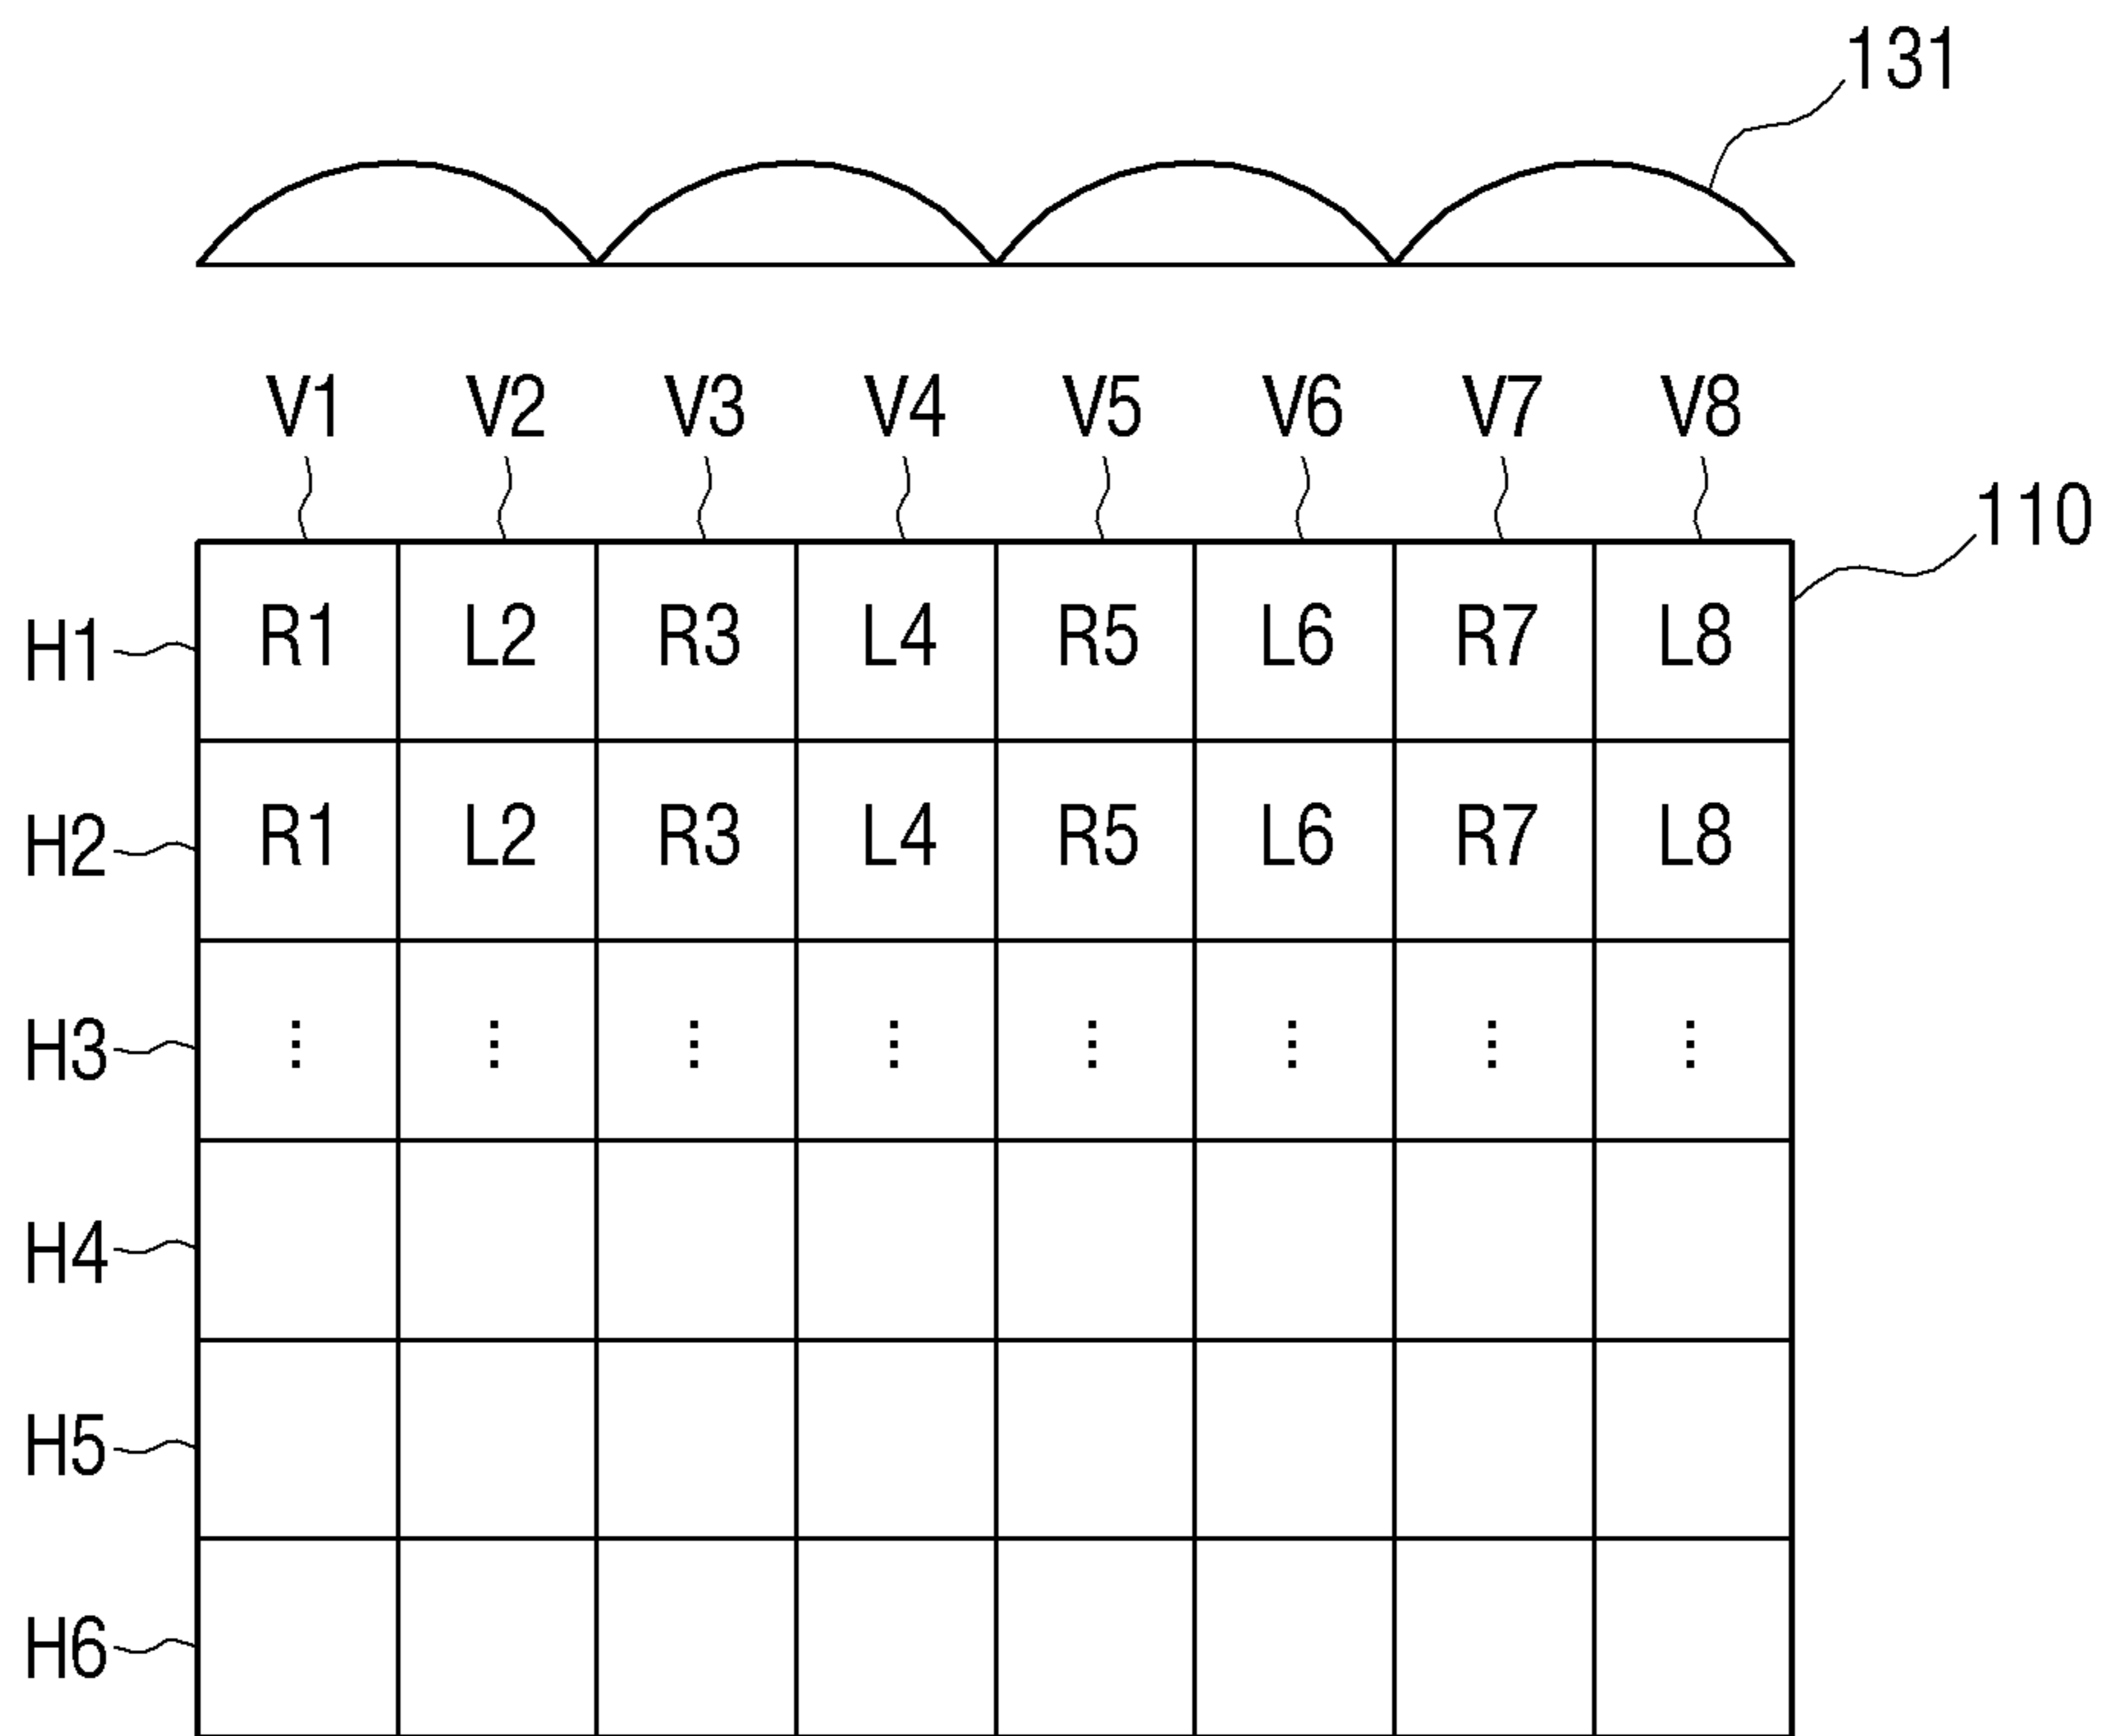 131
V1 V2 V3 V4 V5 V6 V7 V8
110
H1 R1 L2 R3 L4 R5 L6 R7 L8
H2 R1 L2 R3 L4 R5 L6 R7 L8
H3 ⋮ ⋮ ⋮ ⋮ ⋮ ⋮ ⋮ ⋮
H4
H5
H6